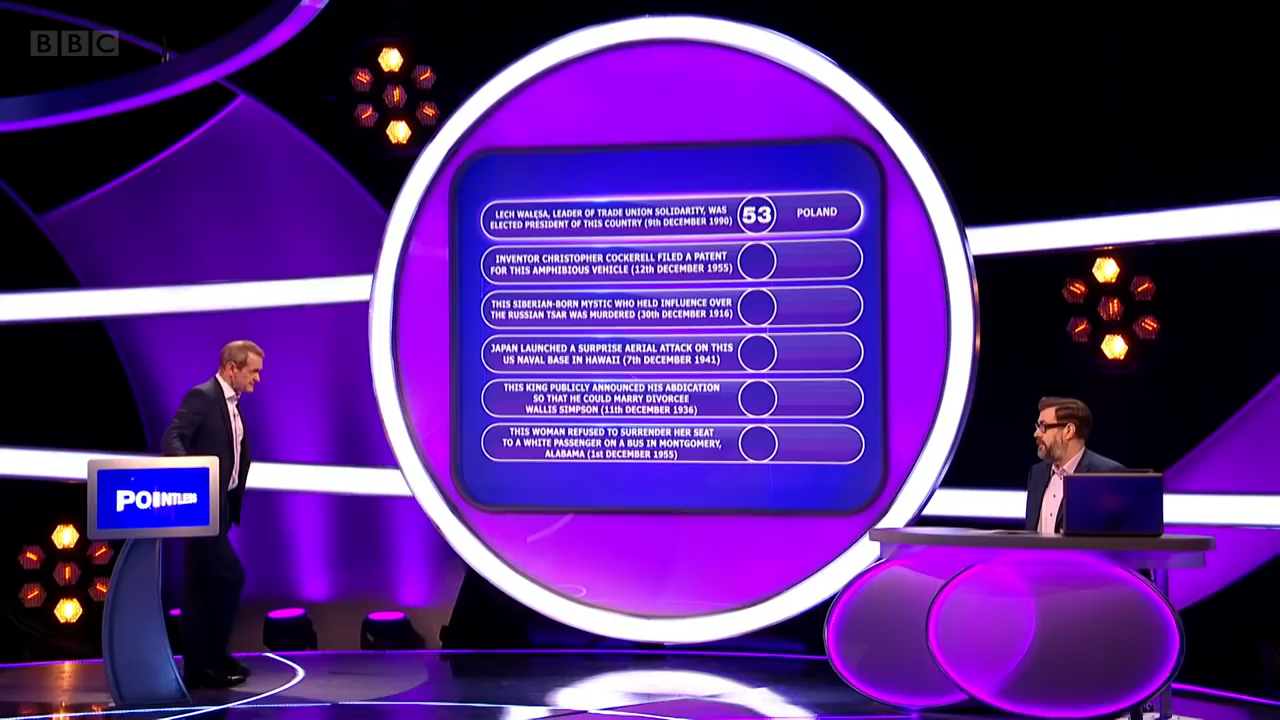 BBC
LECH WAŁĘSA, LEADER OF TRADE UNION SOLIDARITY, WAS
ELECTED PRESIDENT OF THIS COUNTRY (9th DECEMBER 1990)
53
POLAND
INVENTOR CHRISTOPHER COCKERELL FILED A PATENT
FOR THIS AMPHIBIOUS VEHICLE (12th DECEMBER 1955)
THIS SIBERIAN-BORN MYSTIC WHO HELD INFLUENCE OVER
THE RUSSIAN TSAR WAS MURDERED (30th DECEMBER 1916)
JAPAN LAUNCHED A SURPRISE AERIAL ATTACK ON THIS
US NAVAL BASE IN HAWAII (7th DECEMBER 1941)
THIS KING PUBLICLY ANNOUNCED HIS ABDICATION
SO THAT HE COULD MARRY DIVORCEE
WALLIS SIMPSON (11th DECEMBER 1936)
THIS WOMAN REFUSED TO SURRENDER HER SEAT
TO A WHITE PASSENGER ON A BUS IN MONTGOMERY,
ALABAMA (1st DECEMBER 1955)
POINTLESS